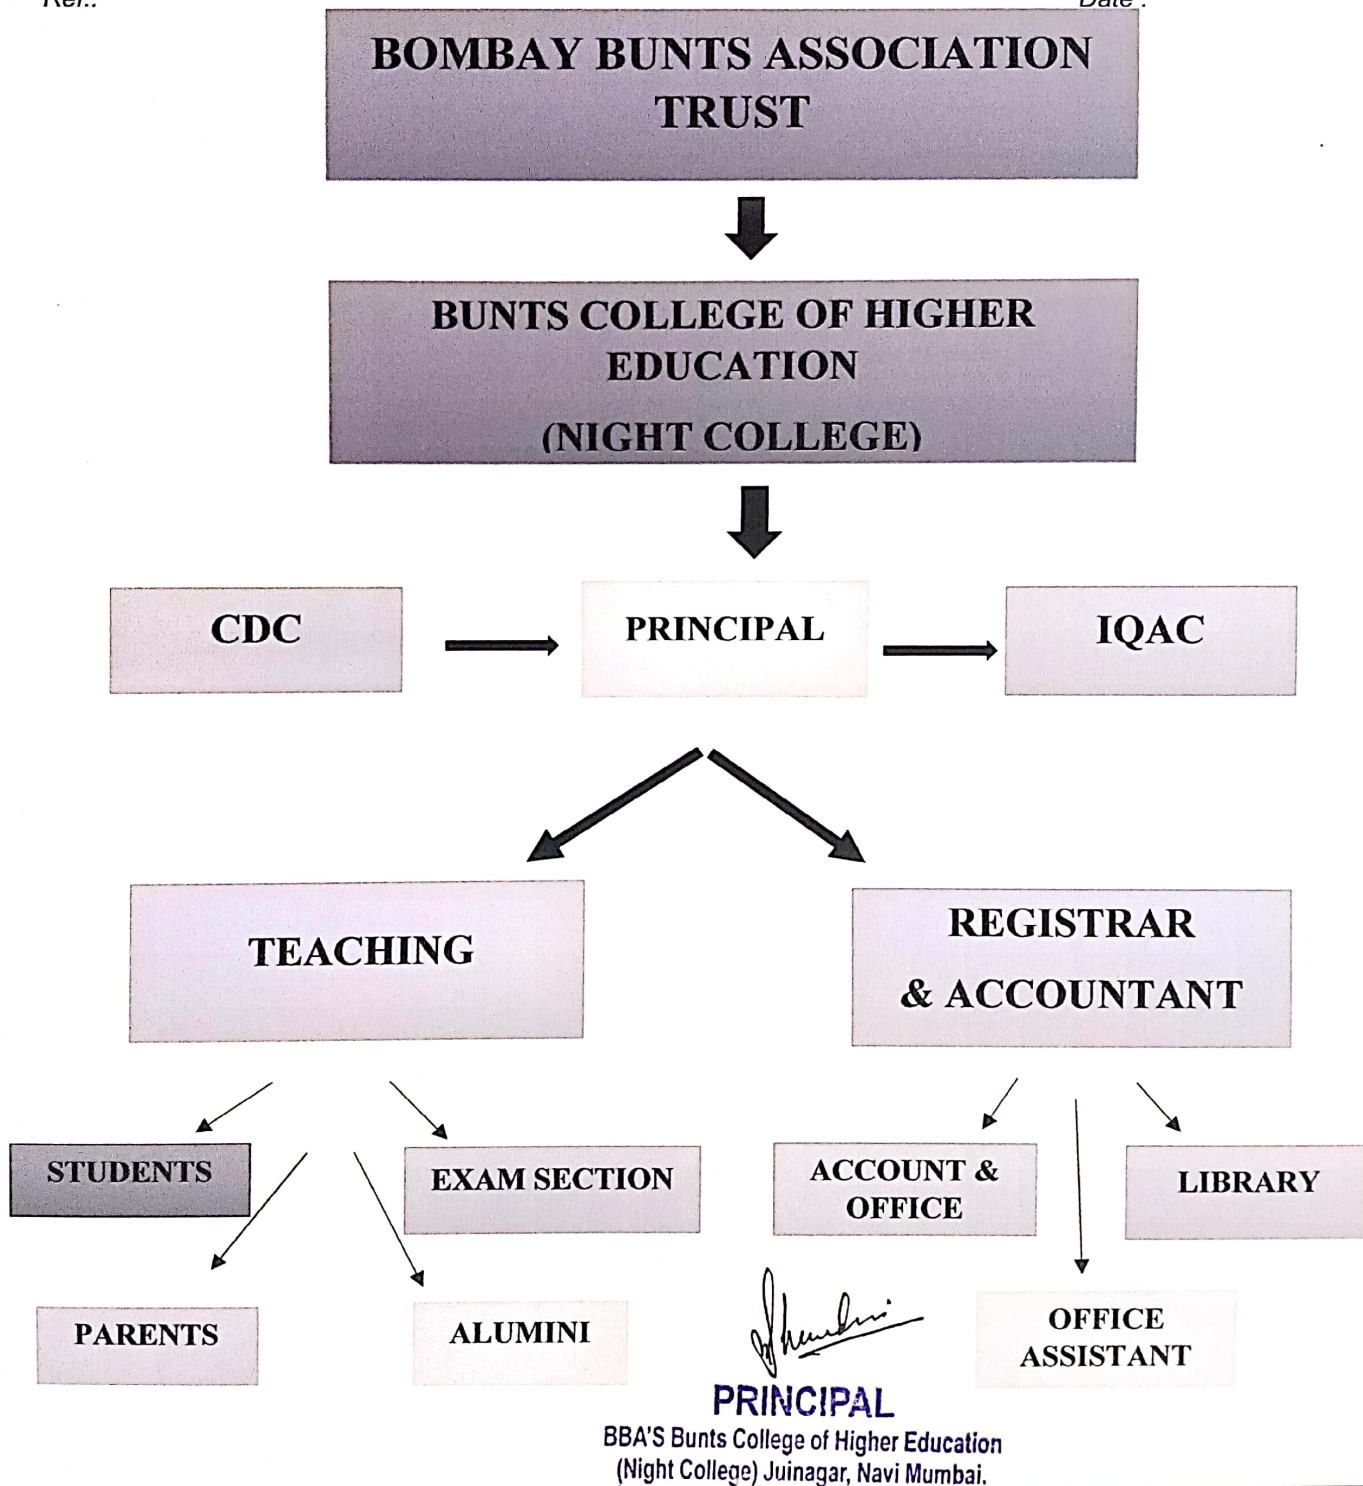 Ref.:
Date :
BOMBAY BUNTS ASSOCIATION
TRUST
BUNTS COLLEGE OF HIGHER
EDUCATION
(NIGHT COLLEGE)
CDC
PRINCIPAL
IQAC
TEACHING
REGISTRAR
& ACCOUNTANT
STUDENTS
EXAM SECTION
ACCOUNT &
OFFICE
LIBRARY
PARENTS
ALUMINI
OFFICE
ASSISTANT
PRINCIPAL
BBA'S Bunts College of Higher Education
(Night College) Juinagar, Navi Mumbai.